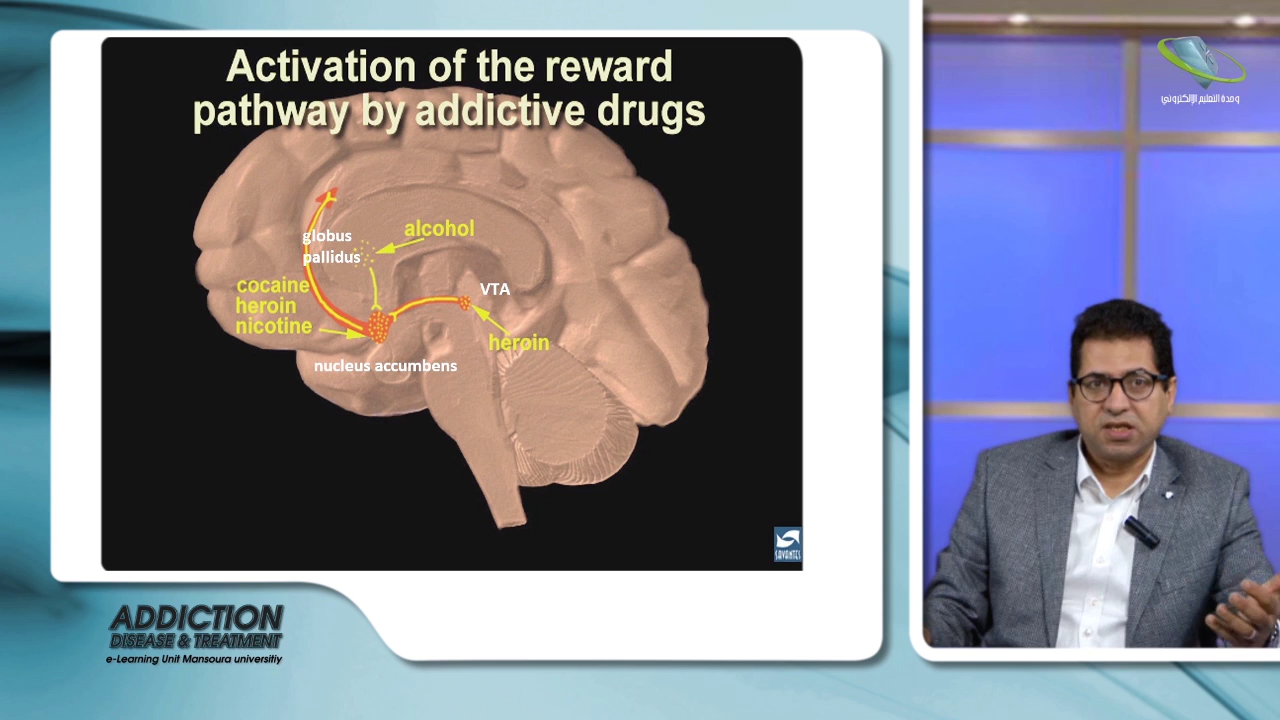 Activation of the reward
pathway by addictive drugs
globus
pallidus
alcohol
cocaine
heroin
nicotine
VTA
heroin
nucleus accumbens
SAVANTES
ADDICTION
DISEASE & TREATMENT
e-Learning Unit Mansoura universitiy
وحدة التعليم الإلكتروني